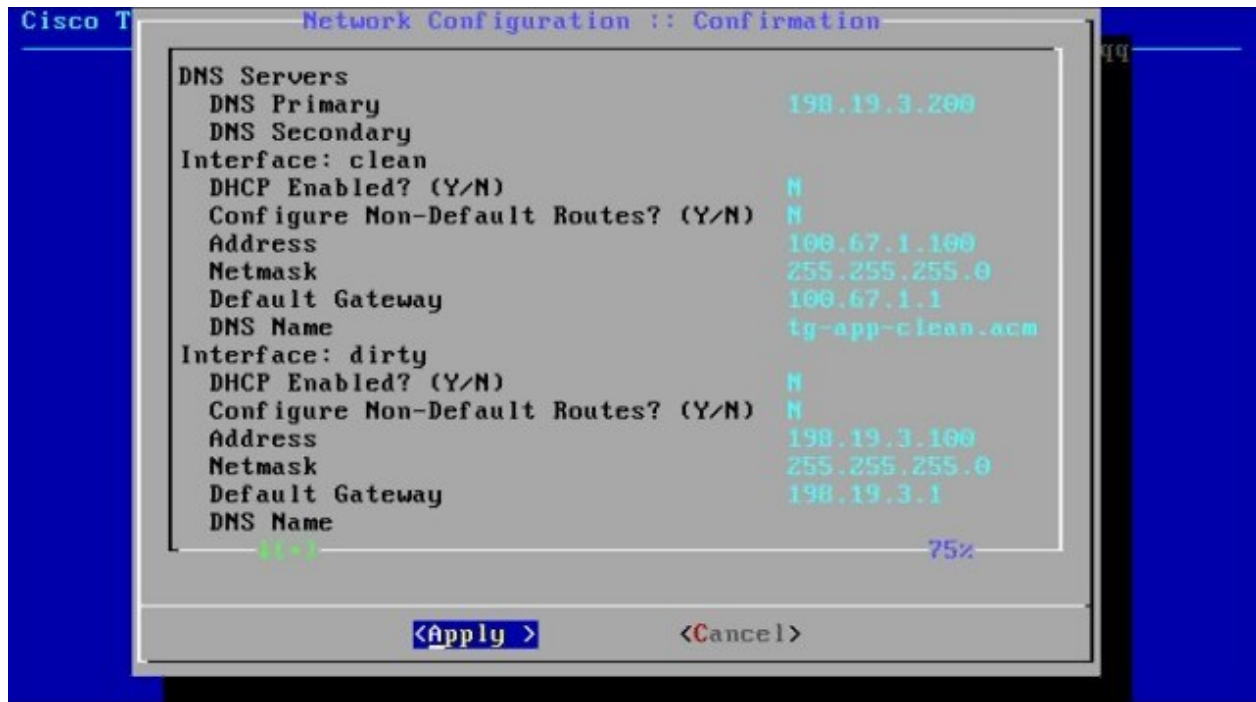 Cisco T
Network Configuration :: Confirmation
qq
DNS Servers
DNS Primary 198.19.3.200
DNS Secondary
Interface: clean
DHCP Enabled? (Y/N) N
Configure Non-Default Routes? (Y/N) N
Address 100.67.1.100
Netmask 255.255.255.0
Default Gateway 100.67.1.1
DNS Name tg-app-clean.acm
Interface: dirty
DHCP Enabled? (Y/N) N
Configure Non-Default Routes? (Y/N) N
Address 198.19.3.100
Netmask 255.255.255.0
Default Gateway 198.19.3.1
DNS Name
75%
<Apply > <Cancel>